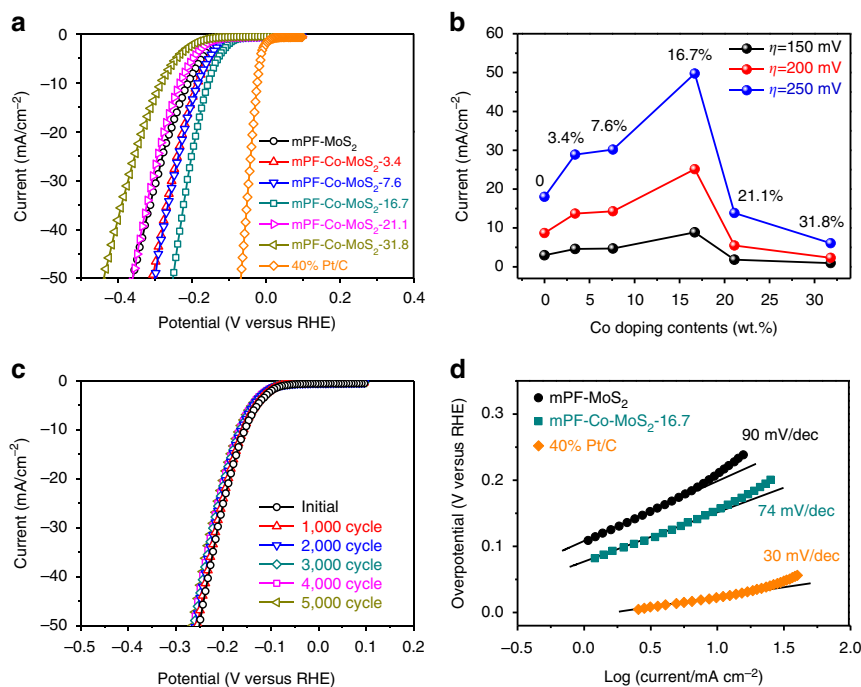 a
0
–10
–20
–30
–40
–50
Current (mA/cm⁻²)
–0.4
–0.2
0.0
0.2
0.4
Potential (V versus RHE)
mPF-MoS₂
mPF-Co-MoS₂-3.4
mPF-Co-MoS₂-7.6
mPF-Co-MoS₂-16.7
mPF-Co-MoS₂-21.1
mPF-Co-MoS₂-31.8
40% Pt/C
b
60
50
40
30
20
10
0
Current (mA/cm⁻²)
0
3.4%
7.6%
16.7%
21.1%
31.8%
η=150 mV
η=200 mV
η=250 mV
0
5
10
15
20
25
30
Co doping contents (wt.%)
c
0
–10
–20
–30
–40
–50
Current (mA/cm⁻²)
Initial
1,000 cycle
2,000 cycle
3,000 cycle
4,000 cycle
5,000 cycle
–0.5
–0.4
–0.3
–0.2
–0.1
0.0
0.1
0.2
Potential (V versus RHE)
d
0.3
0.2
0.1
0.0
Overpotential (V versus RHE)
mPF-MoS₂
mPF-Co-MoS₂-16.7
40% Pt/C
90 mV/dec
74 mV/dec
30 mV/dec
–0.5
0.0
0.5
1.0
1.5
2.0
Log (current/mA cm⁻²)